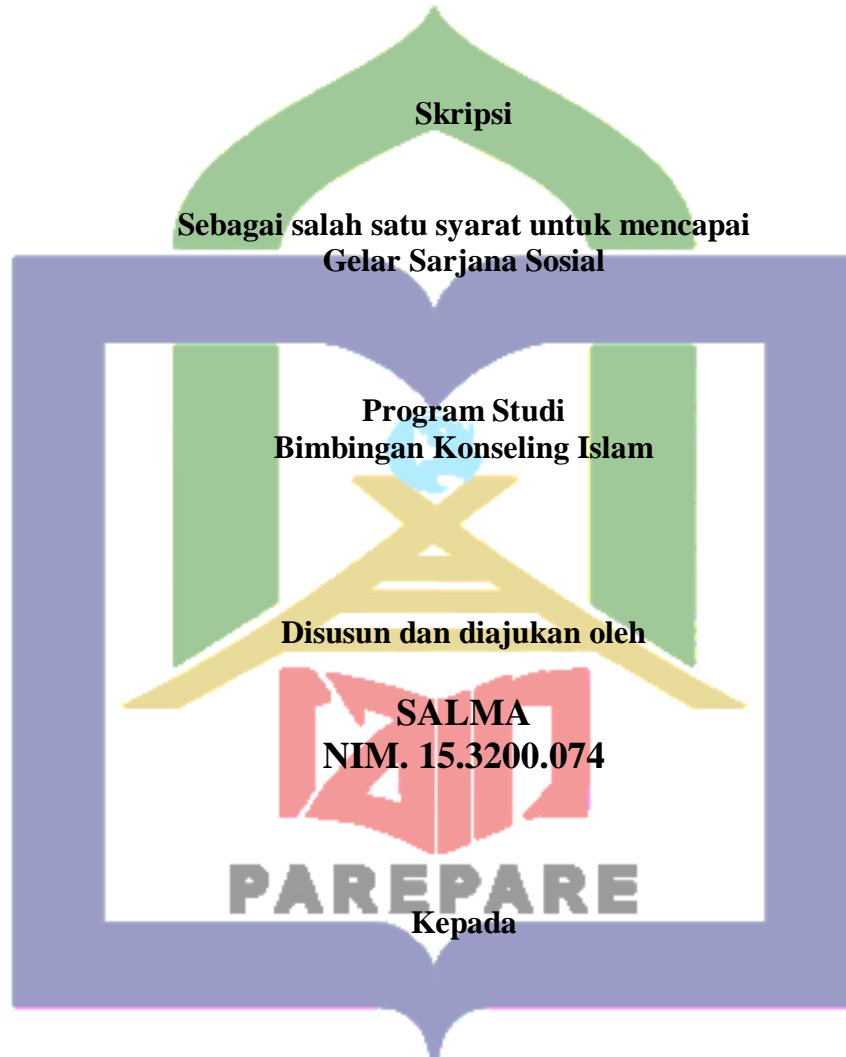 Skripsi
Sebagai salah satu syarat untuk mencapai
Gelar Sarjana Sosial
Program Studi
Bimbingan Konseling Islam
Disusun dan diajukan oleh
SALMA
NIM. 15.3200.074
iain
PAREPARE
Kepada